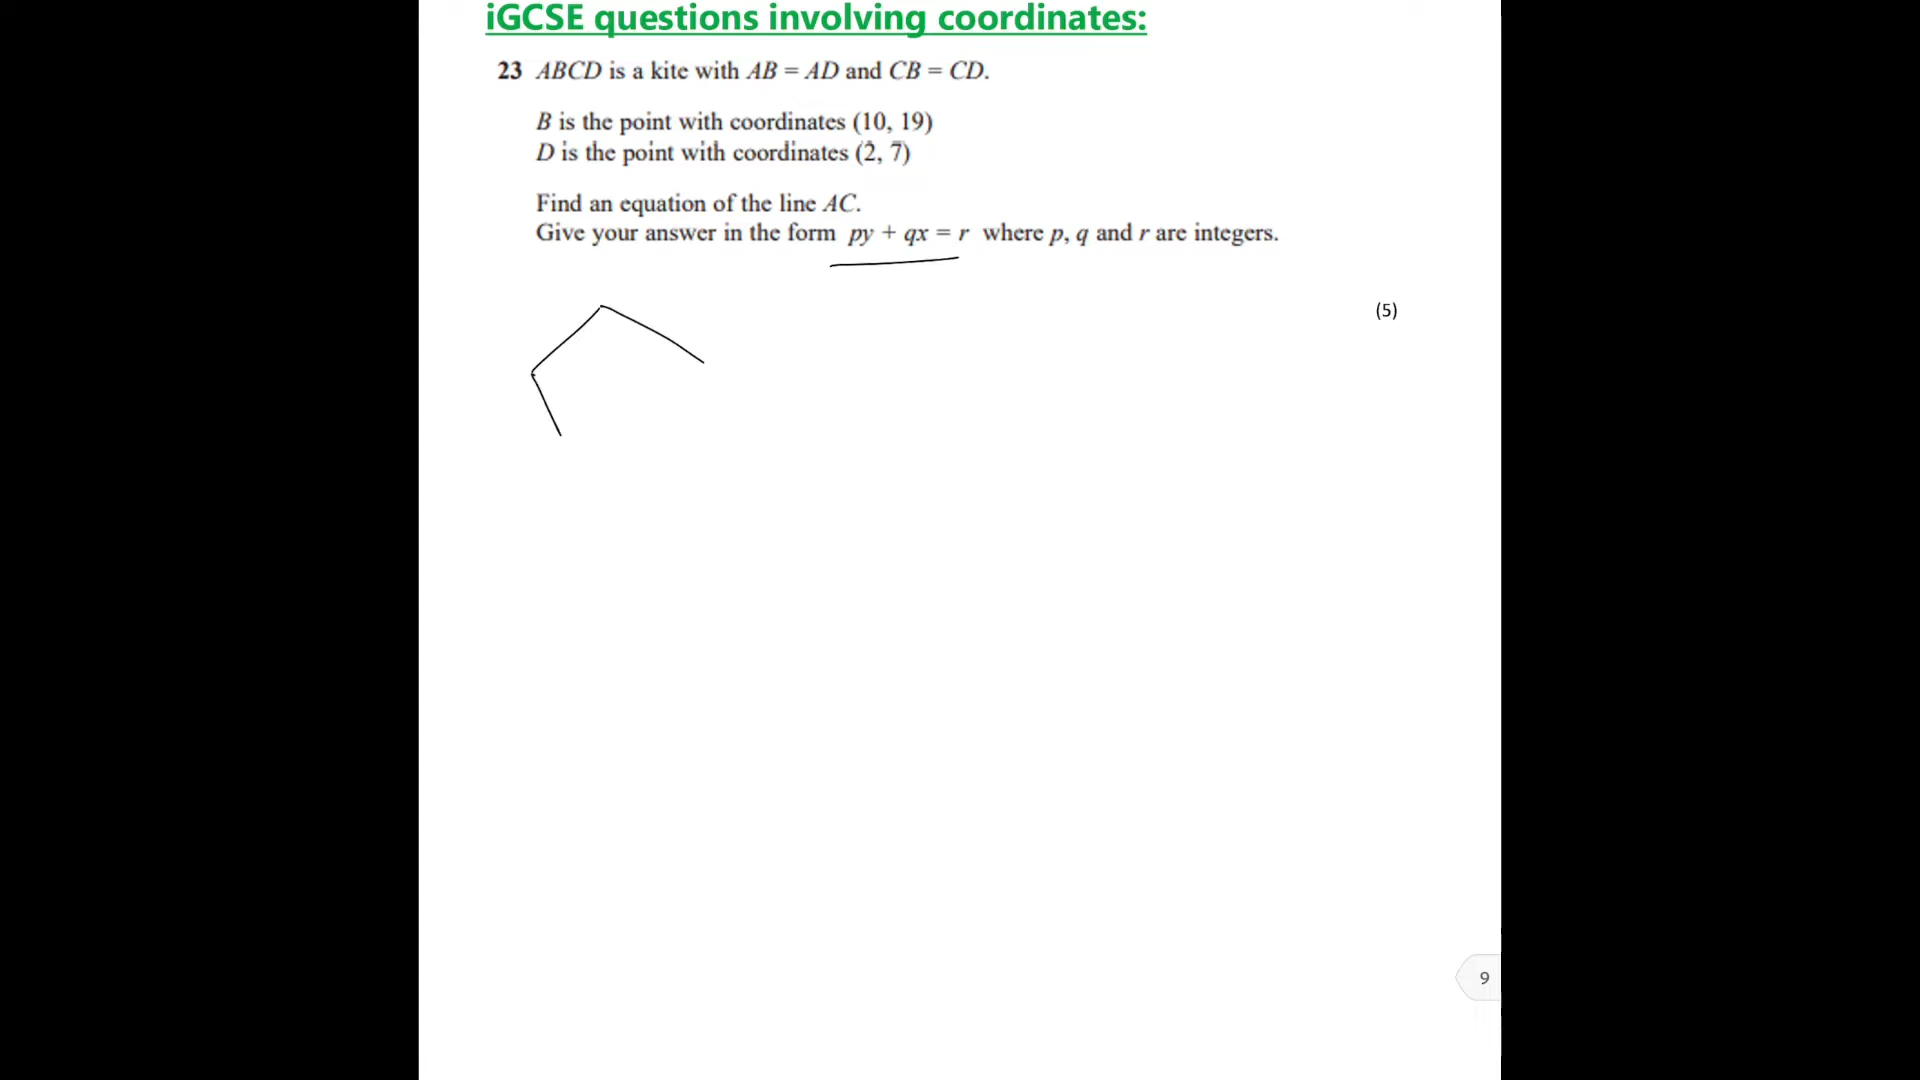 iGCSE questions involving coordinates:
23 ABCD is a kite with AB = AD and CB = CD.
B is the point with coordinates (10, 19)
D is the point with coordinates (2, 7)
Find an equation of the line AC.
Give your answer in the form py + qx = r where p, q and r are integers.
(5)
9